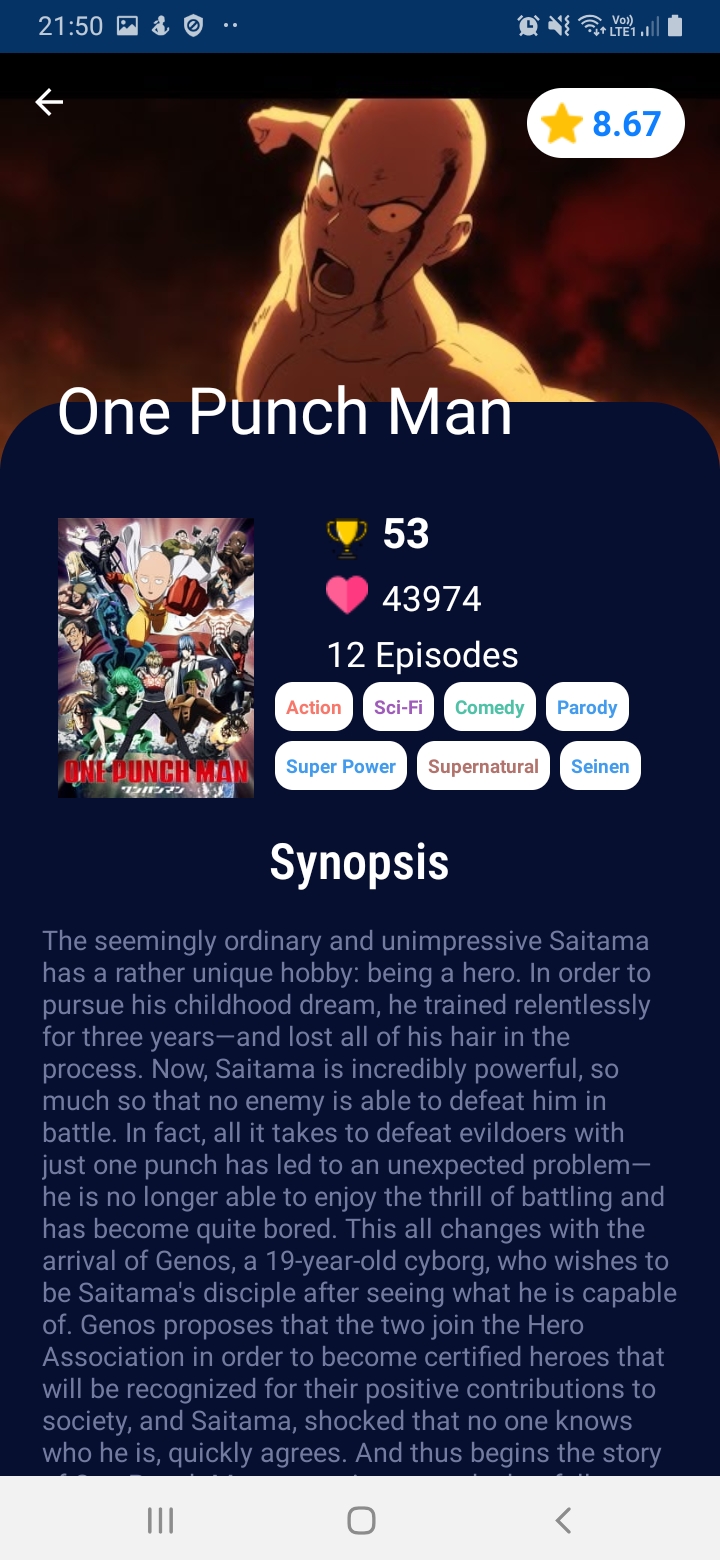 21:50
Vo))
LTE1
8.67
One Punch Man
53
43974
12 Episodes
Action Sci-Fi Comedy Parody
Super Power Supernatural Seinen
ONE PUNCH MAN
ワンパンマン
Synopsis
The seemingly ordinary and unimpressive Saitama
has a rather unique hobby: being a hero. In order to
pursue his childhood dream, he trained relentlessly
for three years—and lost all of his hair in the
process. Now, Saitama is incredibly powerful, so
much so that no enemy is able to defeat him in
battle. In fact, all it takes to defeat evildoers with
just one punch has led to an unexpected problem—
he is no longer able to enjoy the thrill of battling and
has become quite bored. This all changes with the
arrival of Genos, a 19-year-old cyborg, who wishes to
be Saitama's disciple after seeing what he is capable
of. Genos proposes that the two join the Hero
Association in order to become certified heroes that
will be recognized for their positive contributions to
society, and Saitama, shocked that no one knows
who he is, quickly agrees. And thus begins the story